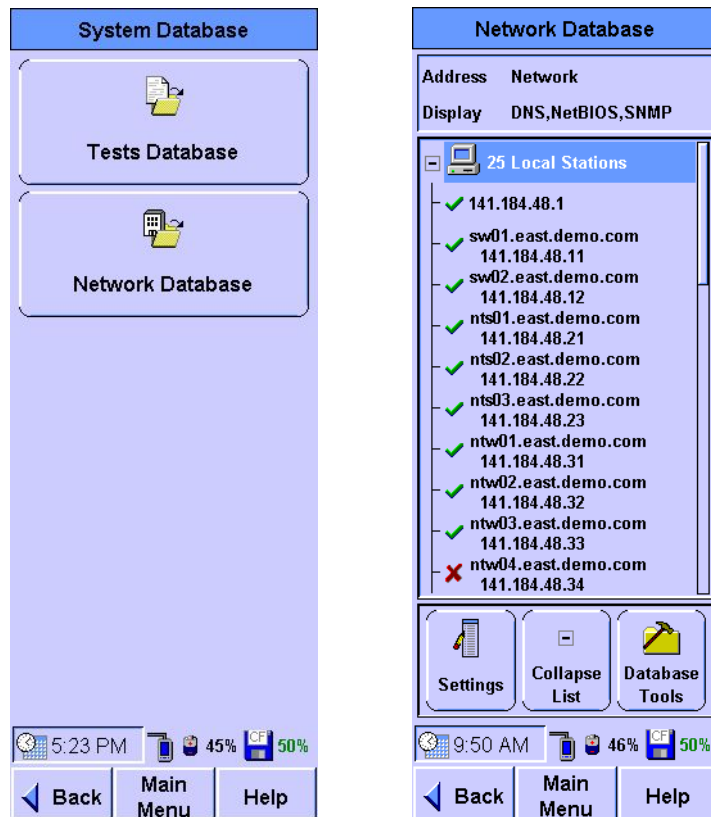 System Database
Tests Database
Network Database
5:23 PM
45%
CF
50%
Back
Main
Menu
Help
Network Database
Address Network
Display DNS,NetBIOS,SNMP
25 Local Stations
141.184.48.1
sw01.east.demo.com
141.184.48.11
sw02.east.demo.com
141.184.48.12
nts01.east.demo.com
141.184.48.21
nts02.east.demo.com
141.184.48.22
nts03.east.demo.com
141.184.48.23
ntw01.east.demo.com
141.184.48.31
ntw02.east.demo.com
141.184.48.32
ntw03.east.demo.com
141.184.48.33
ntw04.east.demo.com
141.184.48.34
Settings
Collapse
List
Database
Tools
9:50 AM
46%
CF
50%
Back
Main
Menu
Help